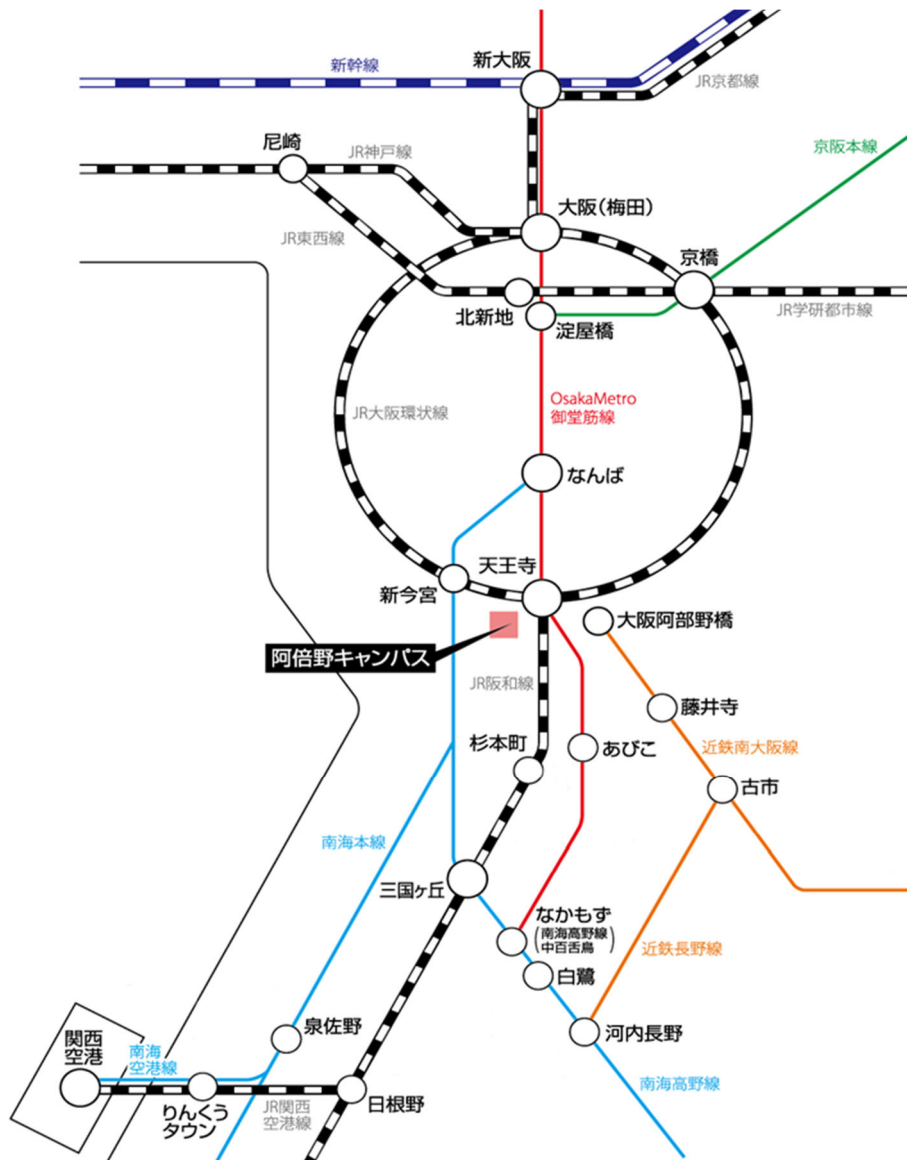 新大阪
新幹線
JR京都線
尼崎
JR神戸線
京阪本線
大阪(梅田)
JR東西線
京橋
北新地
淀屋橋
JR学研都市線
OsakaMetro
御堂筋線
JR大阪環状線
なんば
天王寺
新今宮
大阪阿部野橋
阿倍野キャンパス
JR阪和線
藤井寺
杉本町
あびこ
近鉄南大阪線
古市
南海本線
三国ヶ丘
なかもず
(南海高野線
中百舌鳥)
近鉄長野線
白鷺
泉佐野
河内長野
関西
空港
南海
空港線
南海高野線
りんくう
タウン
JR関西
空港線
日根野